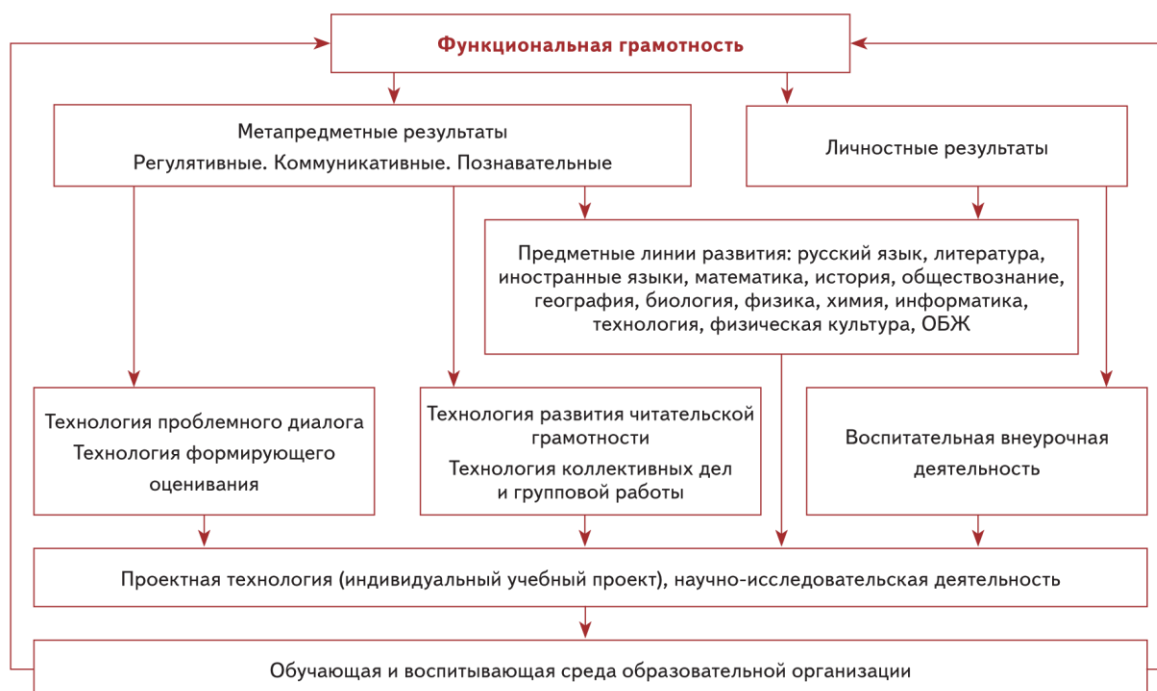 Функциональная грамотность
Метапредметные результаты
Регулятивные. Коммуникативные. Познавательные
Личностные результаты
Предметные линии развития: русский язык, литература,
иностранные языки, математика, история, обществознание,
география, биология, физика, химия, информатика,
технология, физическая культура, ОБЖ
Технология проблемного диалога
Технология формирующего
оценивания
Технология развития читательской
грамотности
Технология коллективных дел
и групповой работы
Воспитательная внеурочная
деятельность
Проектная технология (индивидуальный учебный проект), научно-исследовательская деятельность
Обучающая и воспитывающая среда образовательной организации